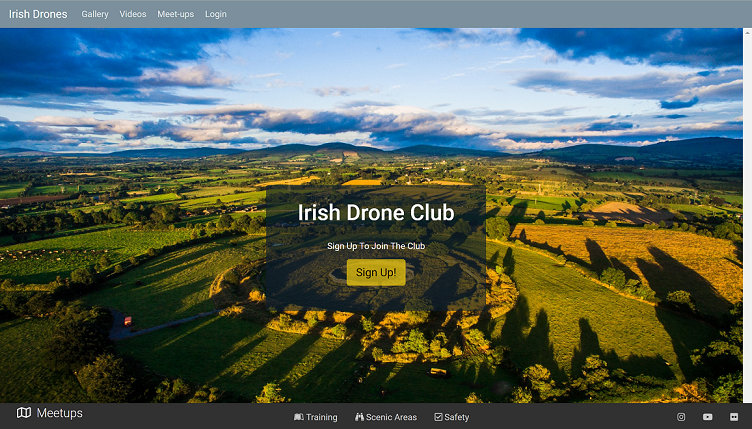 Irish Drones Gallery Videos Meet-ups Login
Irish Drone Club
Sign Up To Join The Club
Sign Up!
Meetups Training Scenic Areas Safety